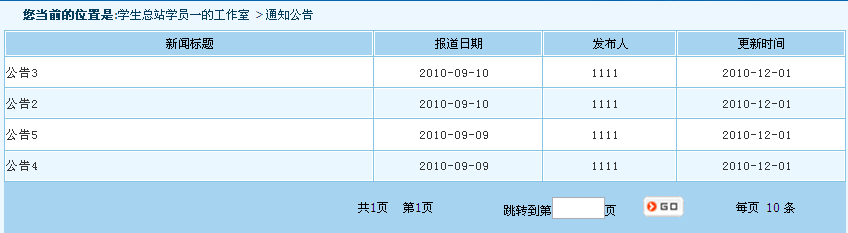 您当前的位置是:学生总站学员一的工作室 >通知公告
新闻标题 报道日期 发布人 更新时间
公告3 2010-09-10 1111 2010-12-01
公告2 2010-09-10 1111 2010-12-01
公告5 2010-09-09 1111 2010-12-01
公告4 2010-09-09 1111 2010-12-01
共1页 第1页 跳转到第 页 GO 每页 10 条